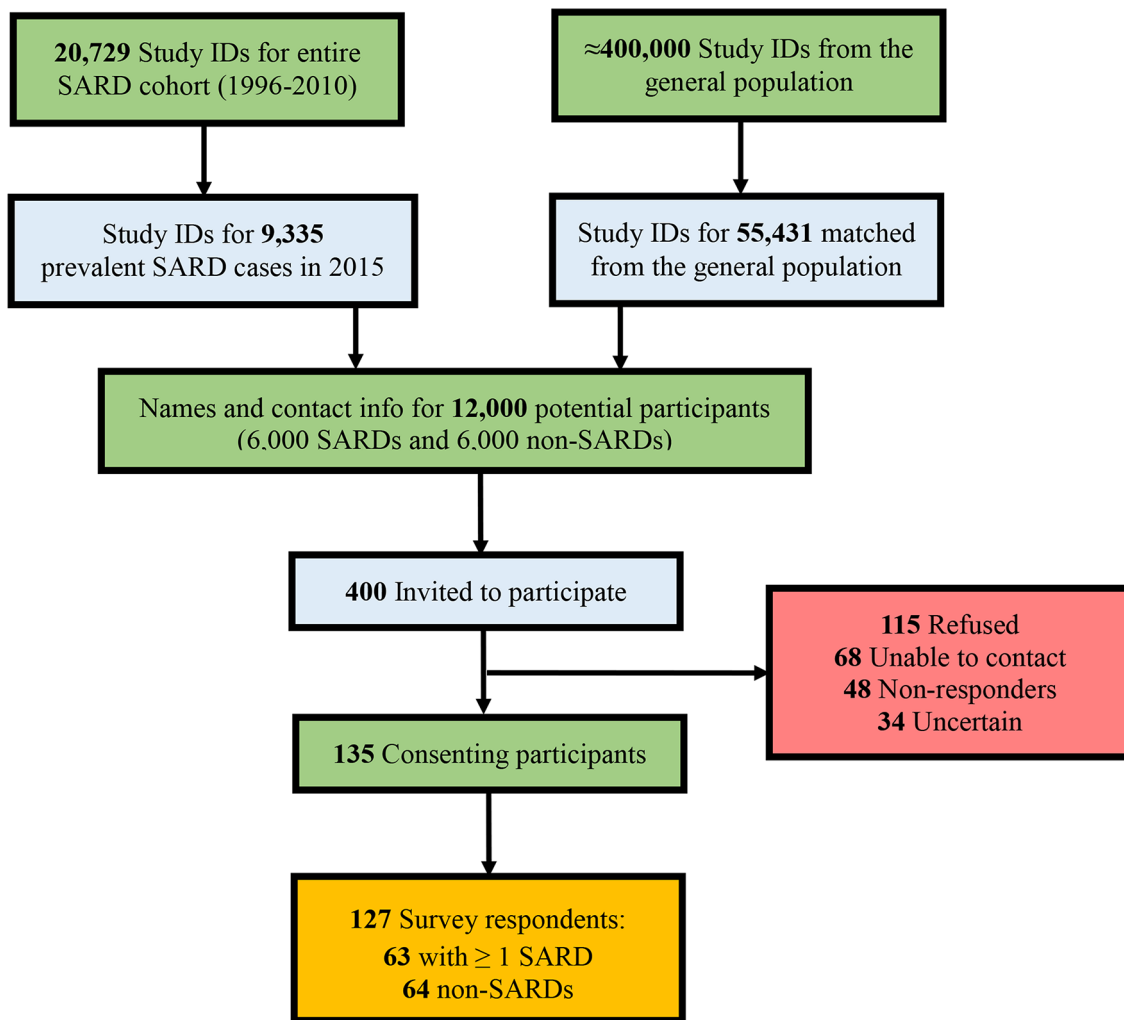 20,729 Study IDs for entire
SARD cohort (1996-2010)
≈400,000 Study IDs from the
general population
Study IDs for 9,335
prevalent SARD cases in 2015
Study IDs for 55,431 matched
from the general population
Names and contact info for 12,000 potential participants
(6,000 SARDs and 6,000 non-SARDs)
400 Invited to participate
115 Refused
68 Unable to contact
48 Non-responders
34 Uncertain
135 Consenting participants
127 Survey respondents:
63 with ≥ 1 SARD
64 non-SARDs